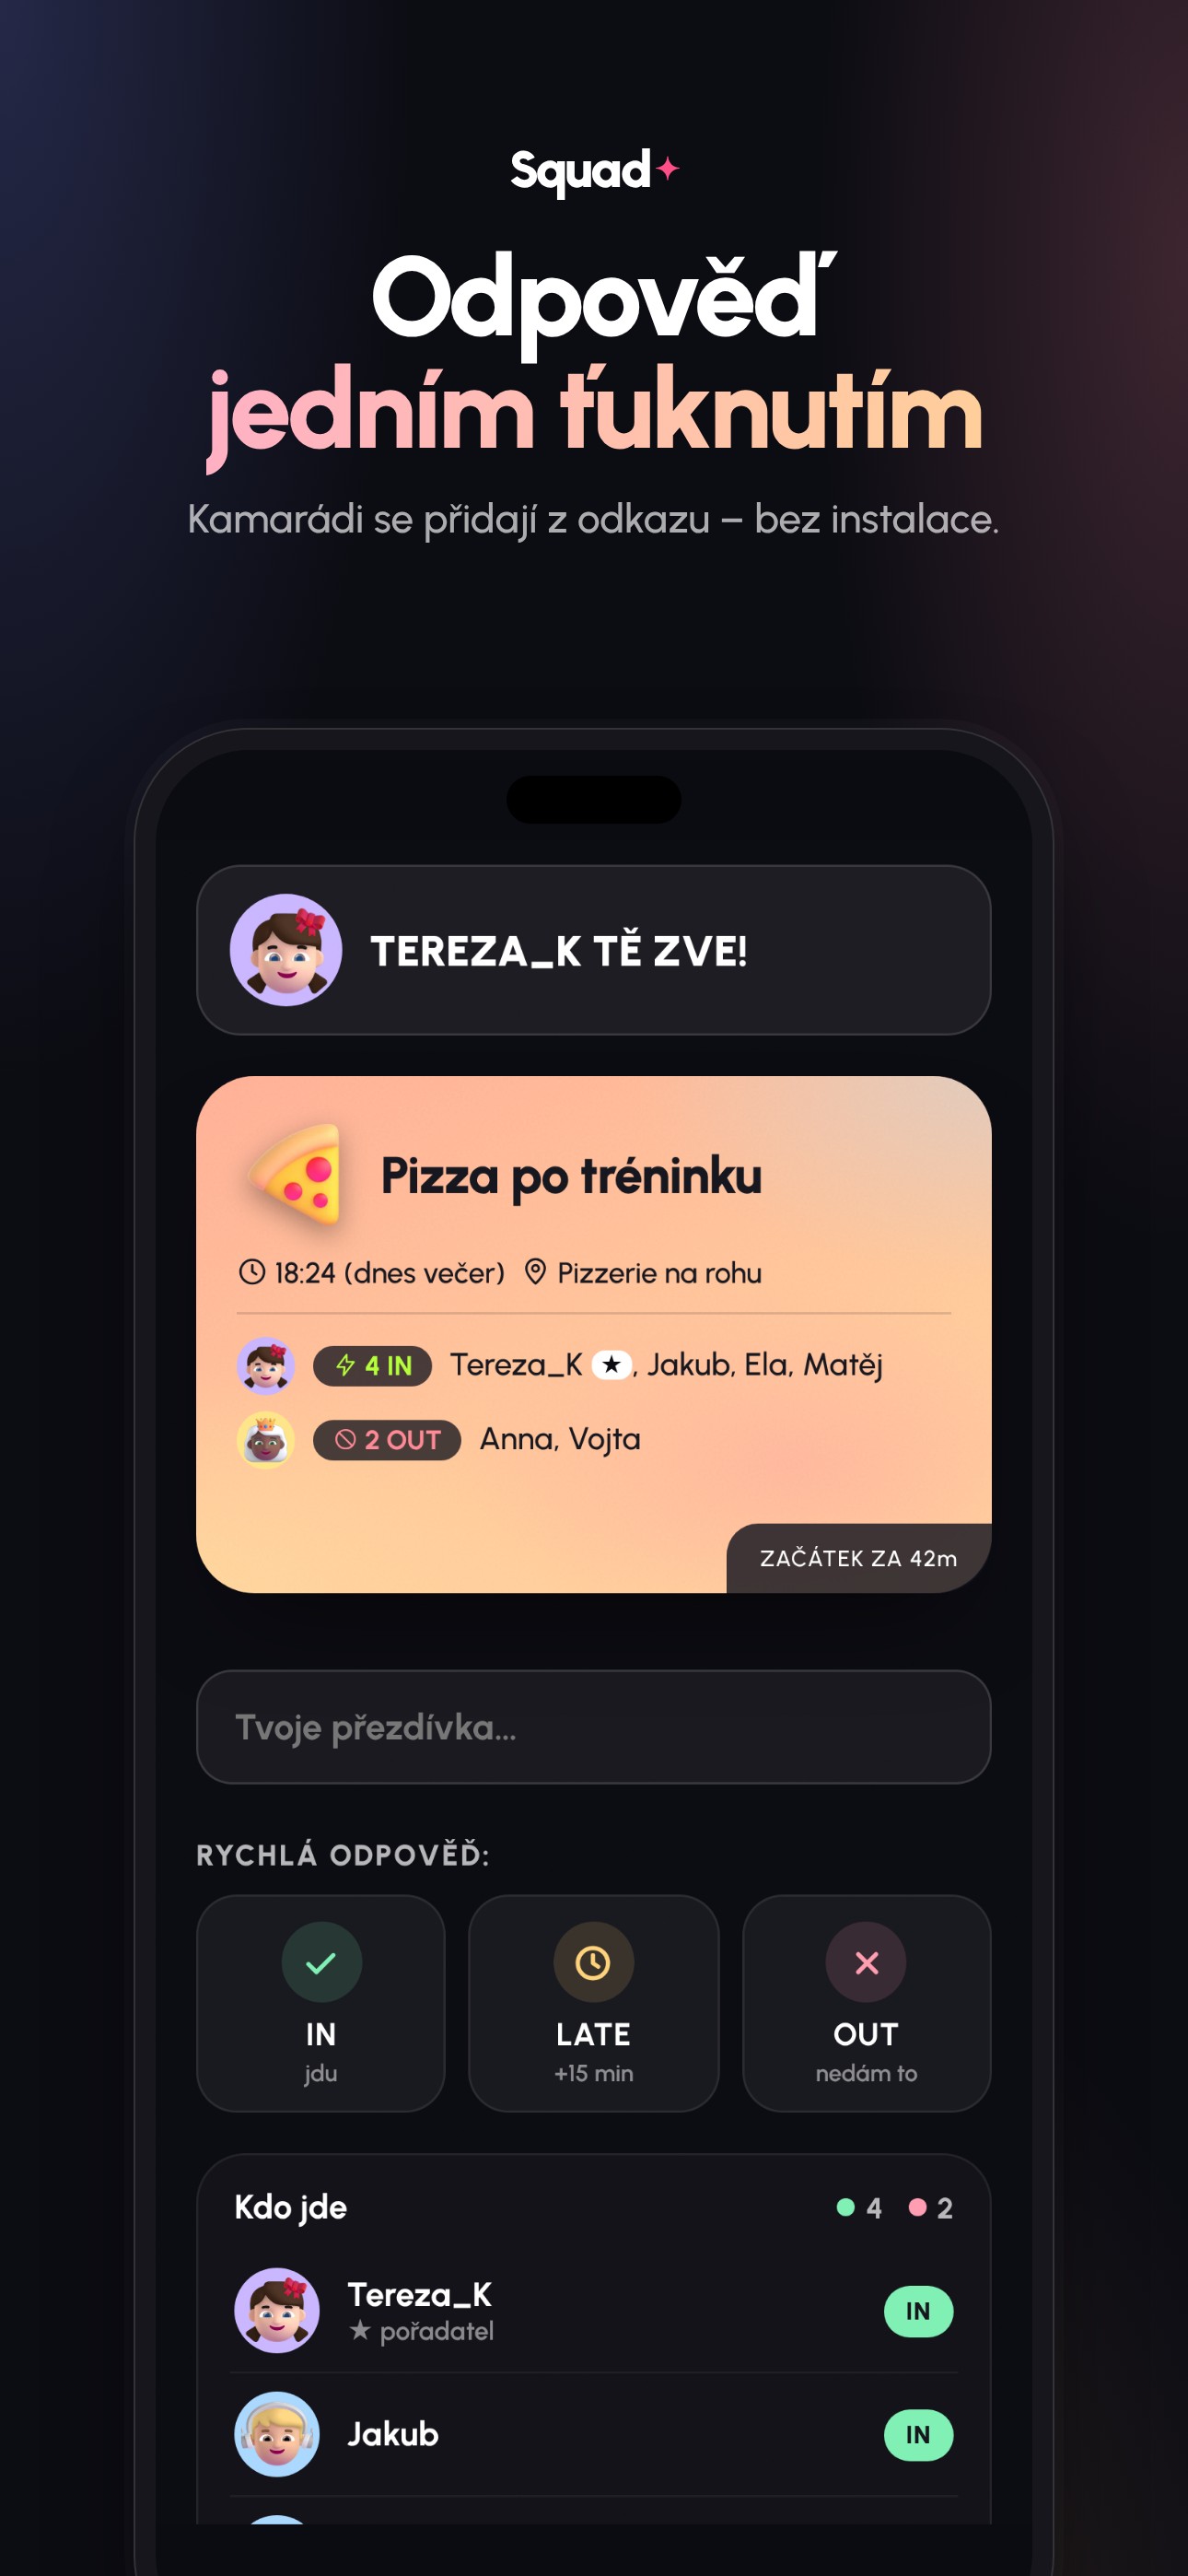 Squad
Odpověď
jedním ťuknutím
Kamarádi se přidají z odkazu – bez instalace.
TEREZA_K TĚ ZVE!
Pizza po tréninku
18:24 (dnes večer) Pizzerie na rohu
4 IN Tereza_K ★, Jakub, Ela, Matěj
2 OUT Anna, Vojta
ZAČÁTEK ZA 42m
Tvoje přezdívka...
RYCHLÁ ODPOVĚĎ:
IN LATE OUT
jdu +15 min nedám to
Kdo jde 4 2
Tereza_K IN
★ pořadatel
Jakub IN